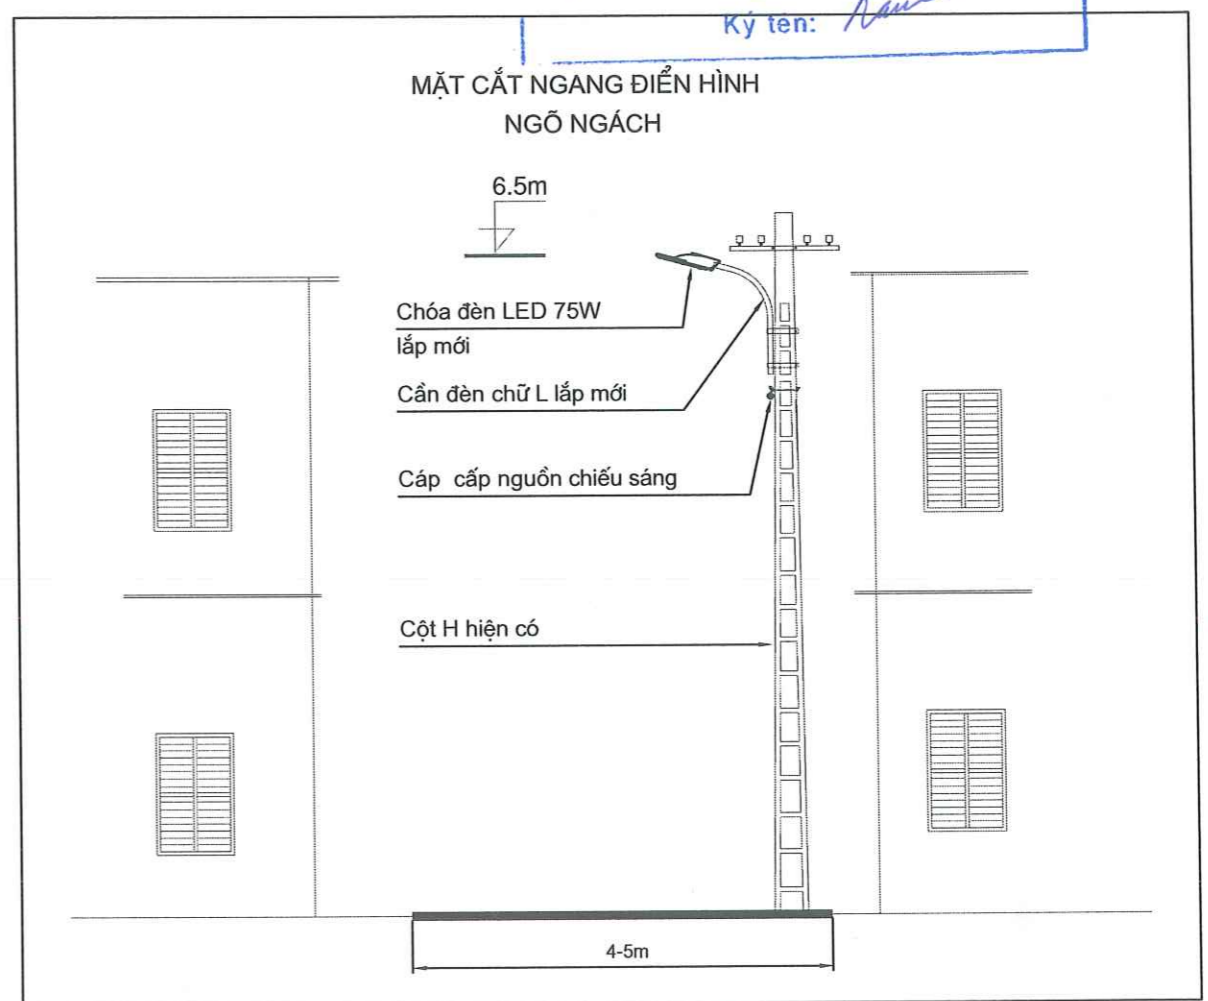 Ký tên:
MẶT CẮT NGANG ĐIỂN HÌNH
NGÕ NGÁCH
6.5m
Chóa đèn LED 75W
lắp mới
Cần đèn chữ L lắp mới
Cáp cấp nguồn chiếu sáng
Cột H hiện có
4-5m